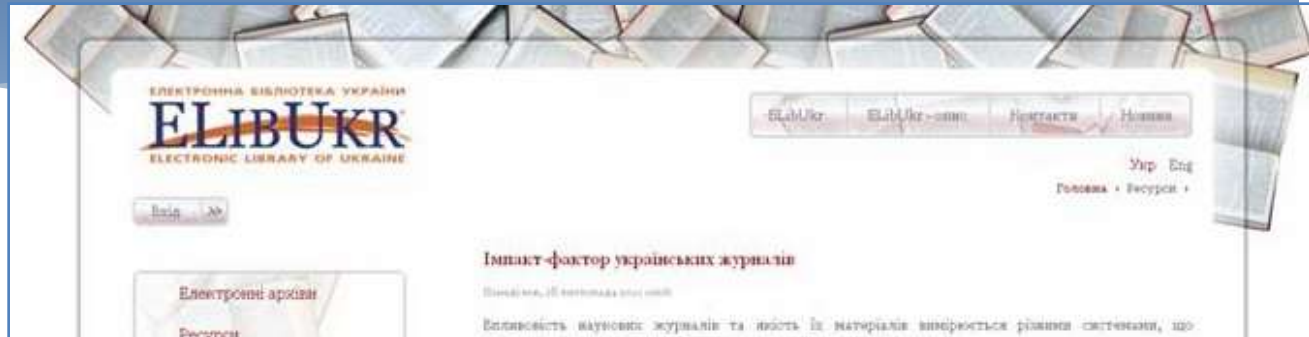 ЕЛЕКТРОННА БІБЛІОТЕКА УКРАЇНИ
ELIBUKR
ELECTRONIC LIBRARY OF UKRAINE
ELibUkr ELibUkr- Контакти Новини
Укр Eng
Головна › Ресурси ›
Вхід >>
Імпакт-фактор українських журналів
Електронні архіви
Ресурси
Впливовість наукових журналів та якість їх матеріалів вимірюється різними системами, що